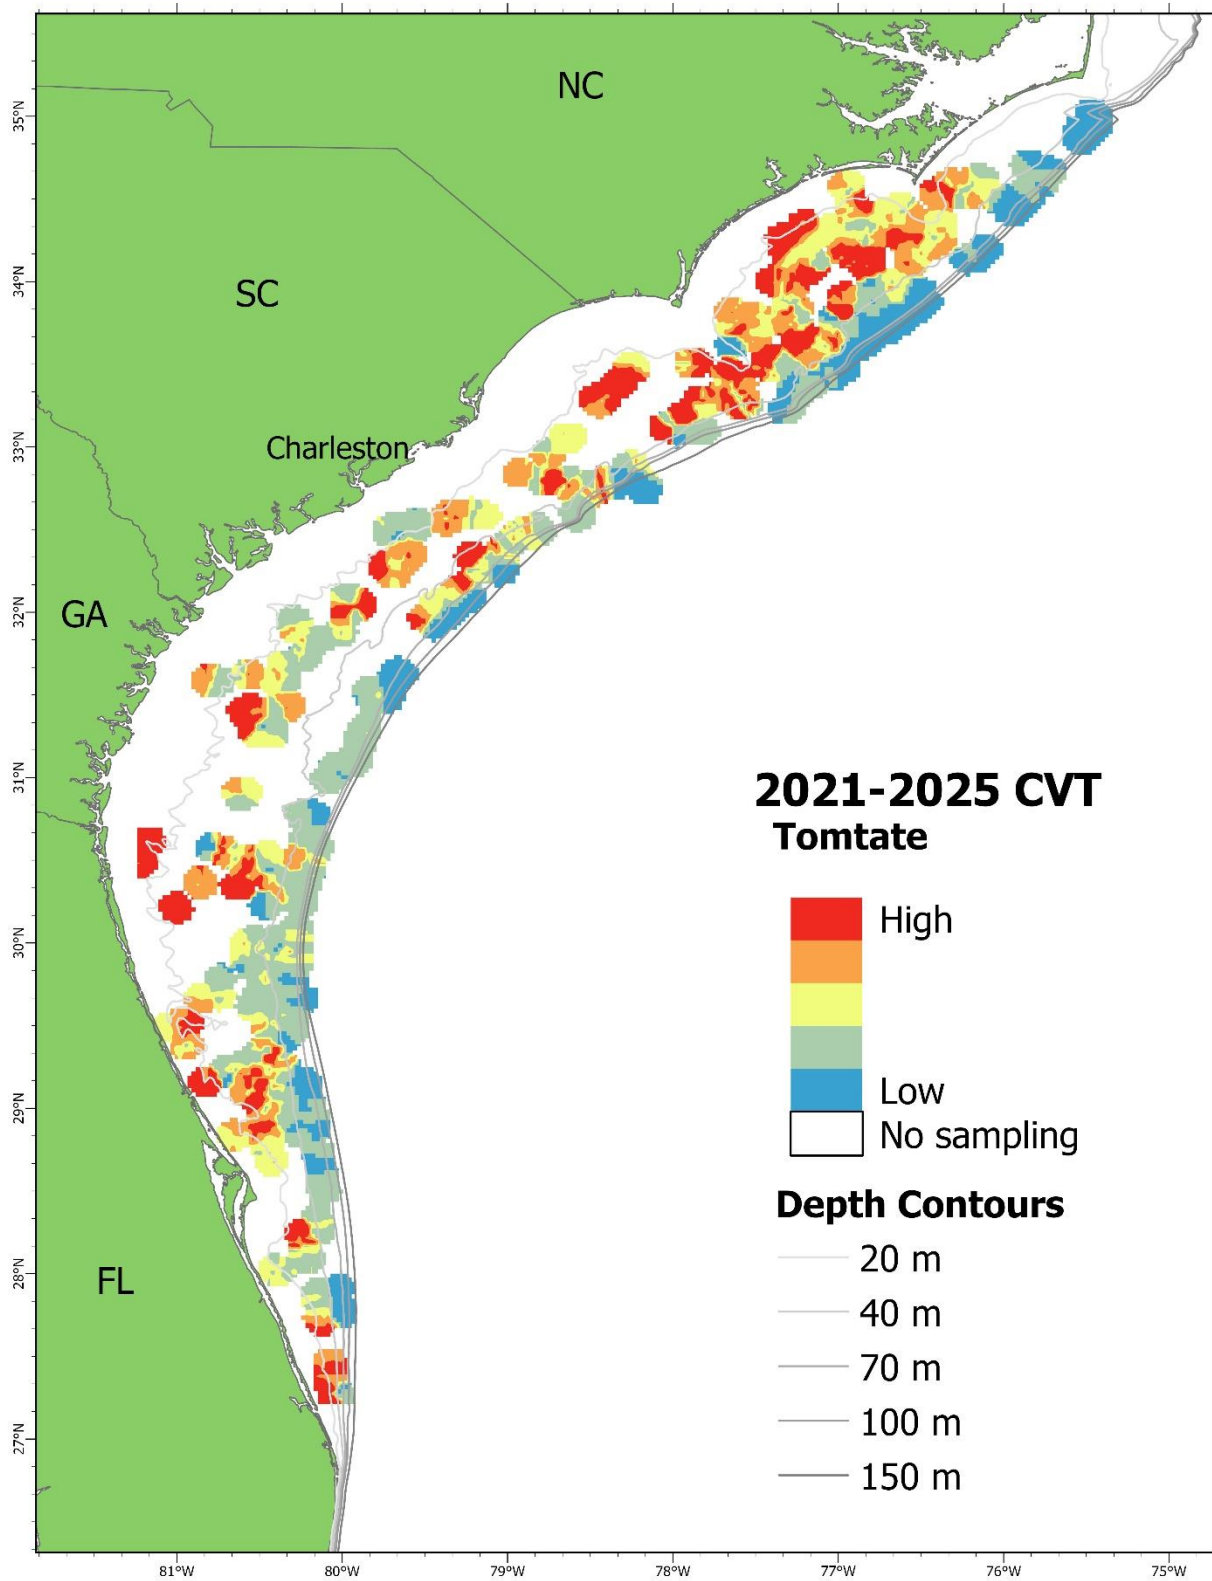 NC
SC
Charleston
GA
FL
35°N
34°N
33°N
32°N
31°N
30°N
29°N
28°N
27°N
2021-2025 CVT
Tomtate
High
Low
No sampling
Depth Contours
20 m
40 m
70 m
100 m
150 m
81°W
80°W
79°W
78°W
77°W
76°W
75°W